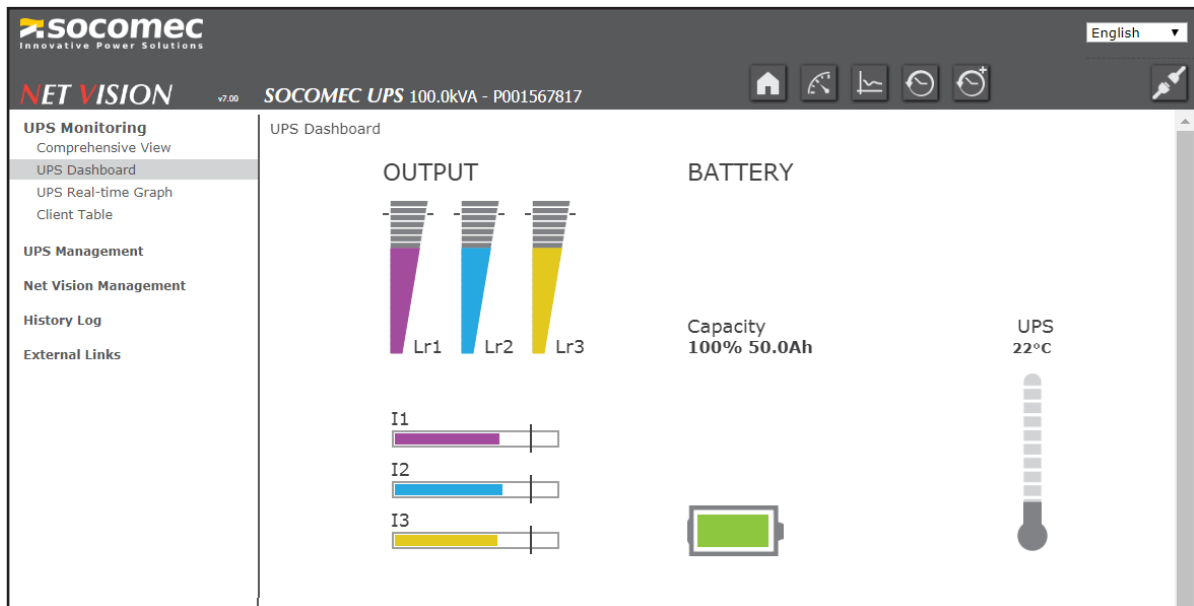 socomec
Innovative Power Solutions
English
NET VISION v7.00 SOCOMEC UPS 100.0kVA - P001567817
UPS Monitoring
Comprehensive View
UPS Dashboard
UPS Real-time Graph
Client Table
UPS Management
Net Vision Management
History Log
External Links
UPS Dashboard
OUTPUT
Lr1 Lr2 Lr3
I1
I2
I3
BATTERY
Capacity
100% 50.0Ah
UPS
22°C